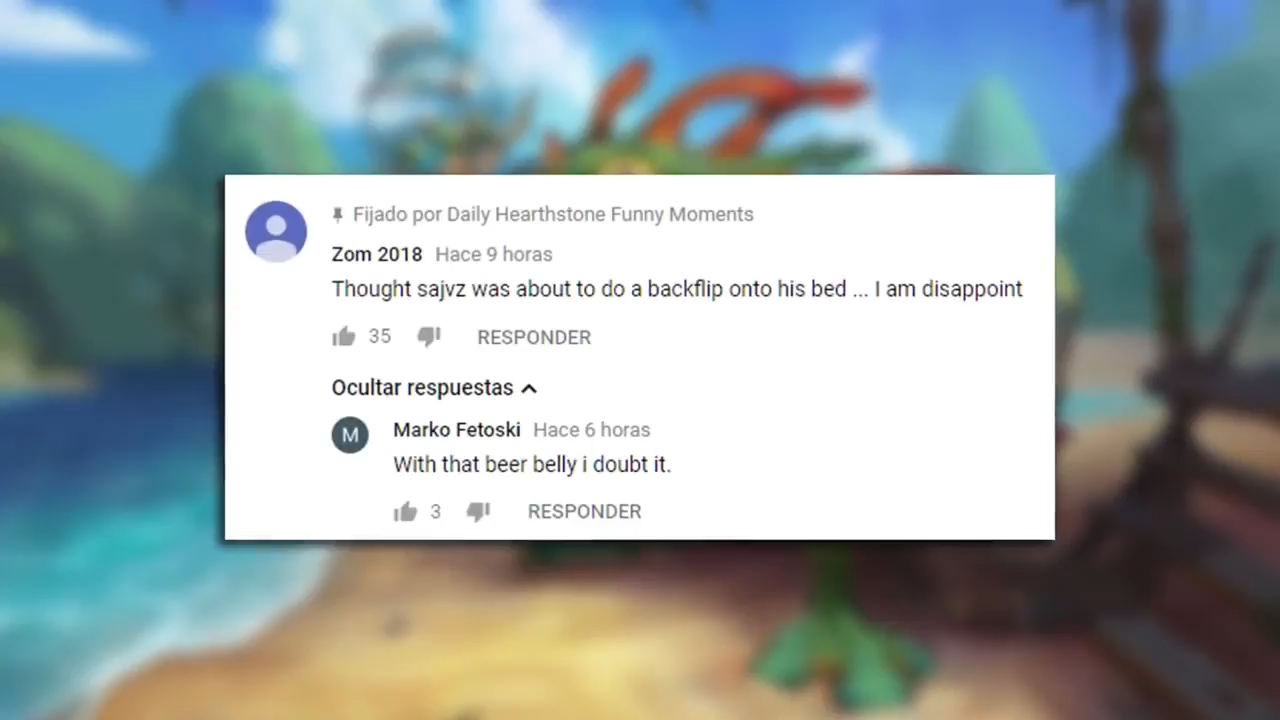 Fijado por Daily Hearthstone Funny Moments
Zom 2018 Hace 9 horas
Thought sajvz was about to do a backflip onto his bed ... I am disappoint
35 RESPONDER
Ocultar respuestas
M Marko Fetoski Hace 6 horas
With that beer belly i doubt it.
3 RESPONDER